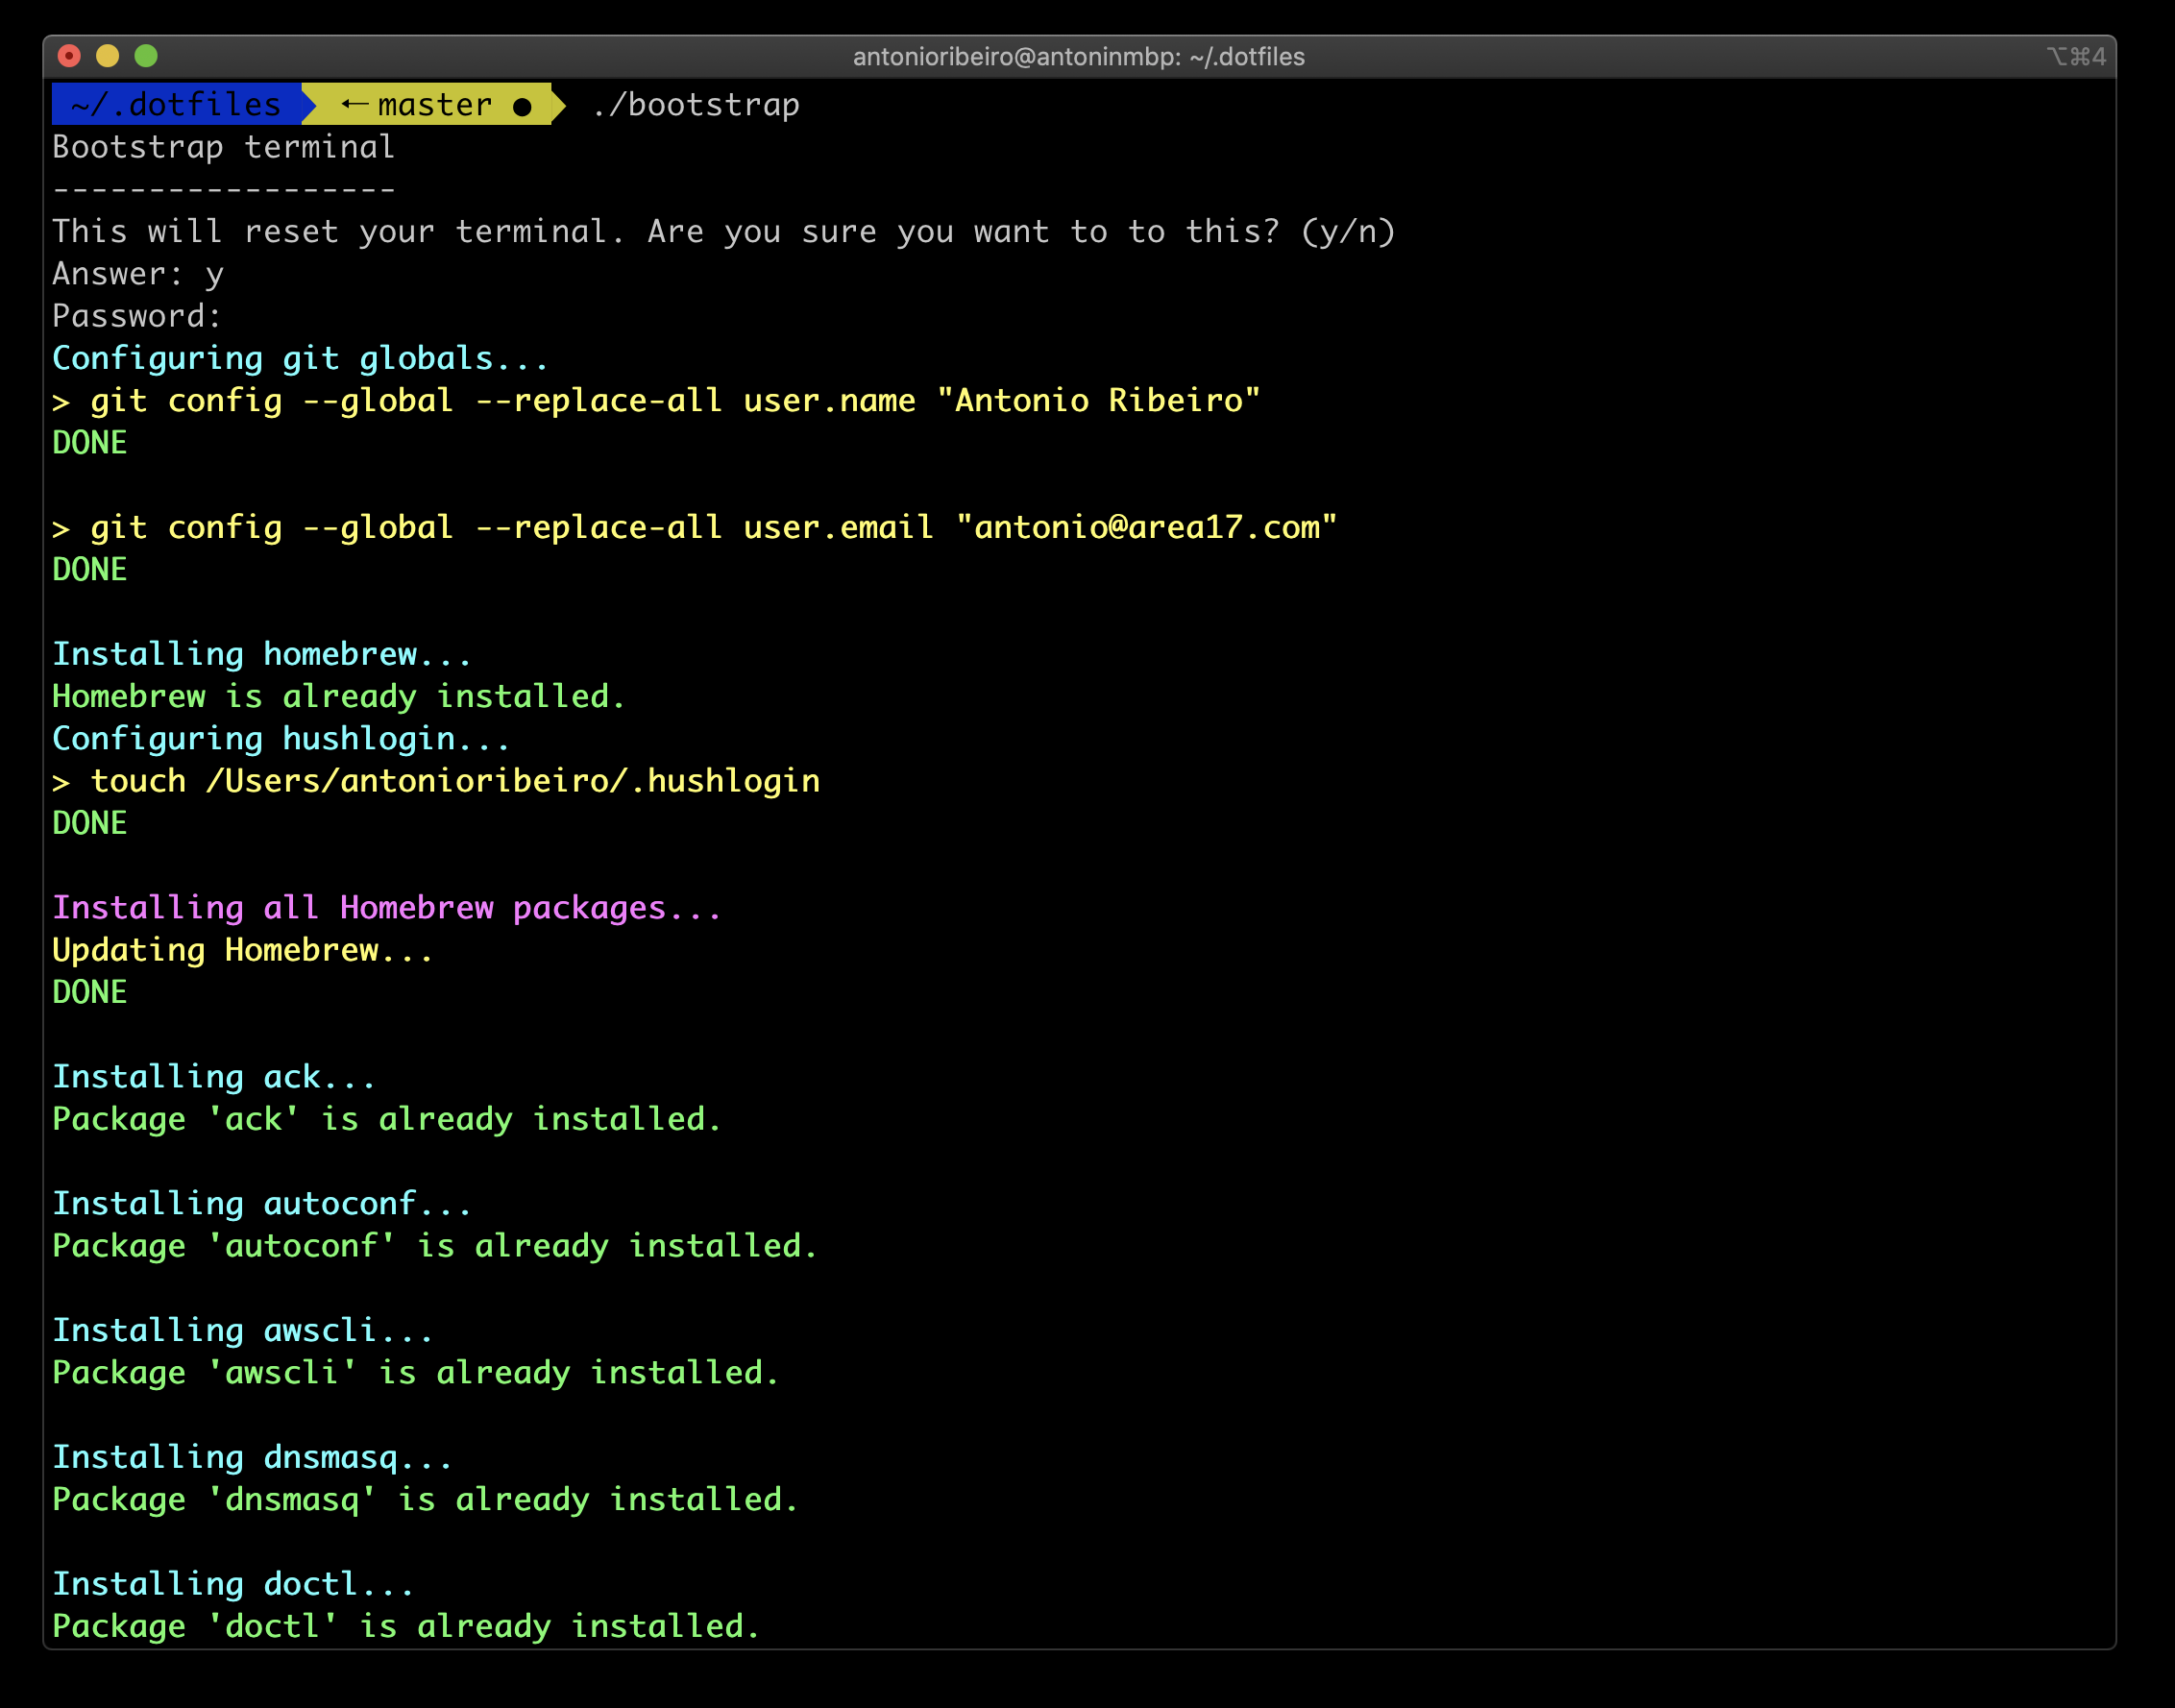 antonioribeiro@antoninmbp: ~/.dotfiles
⌥⌘4
~/.dotfiles ← master ● ./bootstrap
Bootstrap terminal
------------------
This will reset your terminal. Are you sure you want to to this? (y/n)
Answer: y
Password:
Configuring git globals...
> git config --global --replace-all user.name "Antonio Ribeiro"
DONE
> git config --global --replace-all user.email "antonio@area17.com"
DONE
Installing homebrew...
Homebrew is already installed.
Configuring hushlogin...
> touch /Users/antonioribeiro/.hushlogin
DONE
Installing all Homebrew packages...
Updating Homebrew...
DONE
Installing ack...
Package 'ack' is already installed.
Installing autoconf...
Package 'autoconf' is already installed.
Installing awscli...
Package 'awscli' is already installed.
Installing dnsmasq...
Package 'dnsmasq' is already installed.
Installing doctl...
Package 'doctl' is already installed.